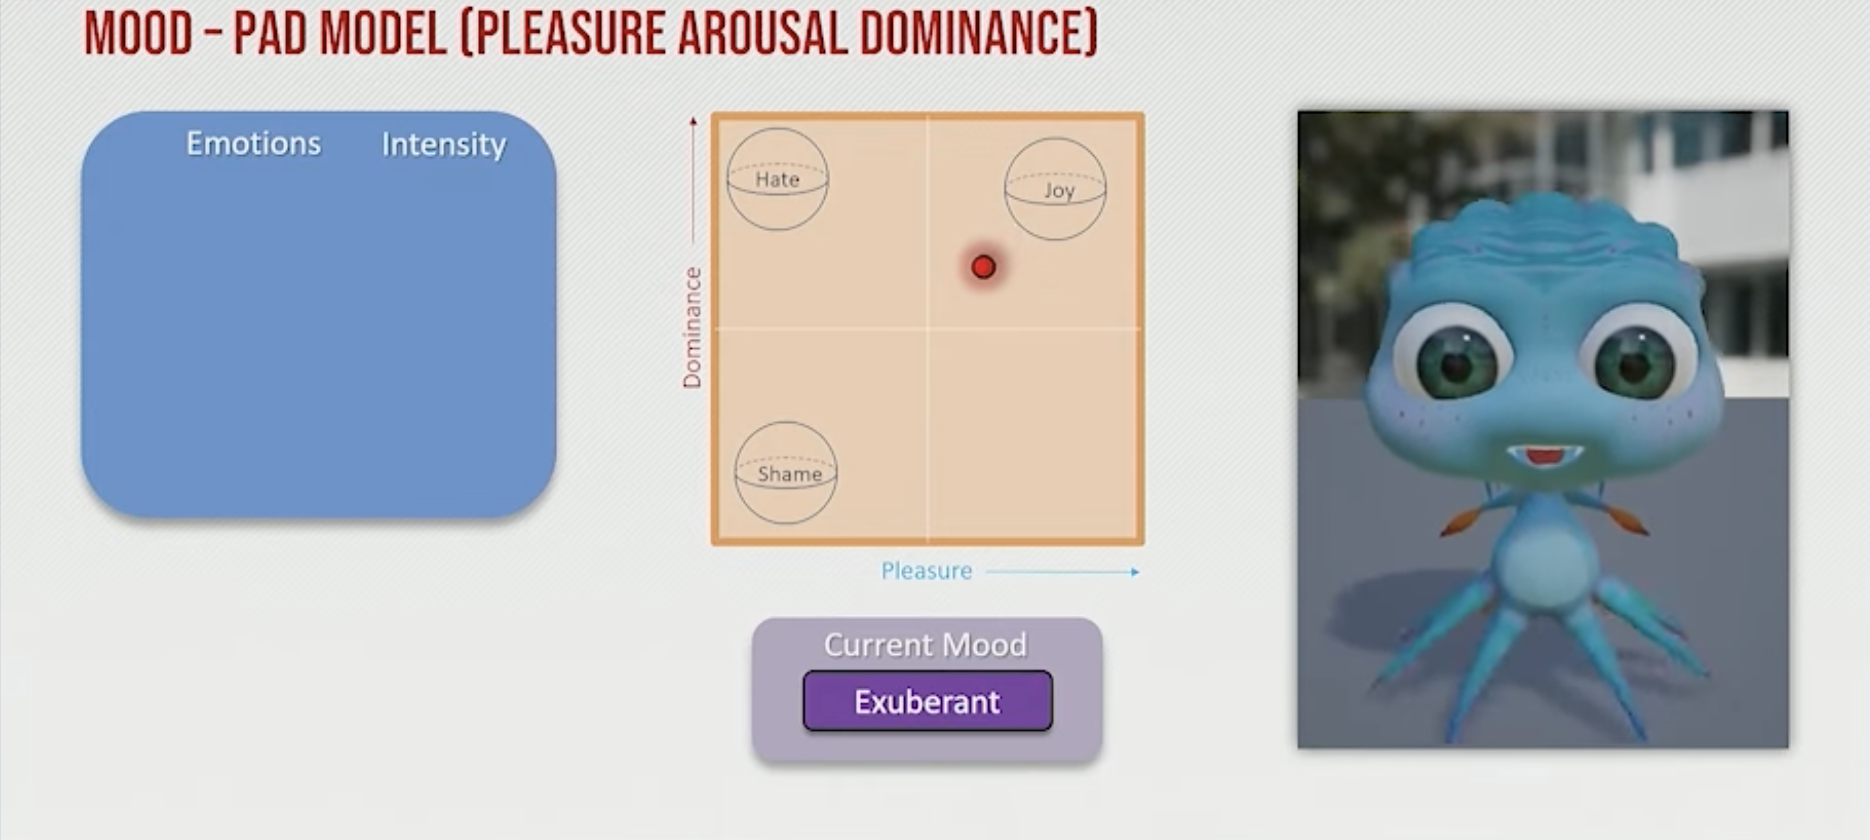 MOOD – PAD MODEL (PLEASURE AROUSAL DOMINANCE)
Emotions Intensity
Hate
Joy
Dominance
Shame
Pleasure
Current Mood
Exuberant